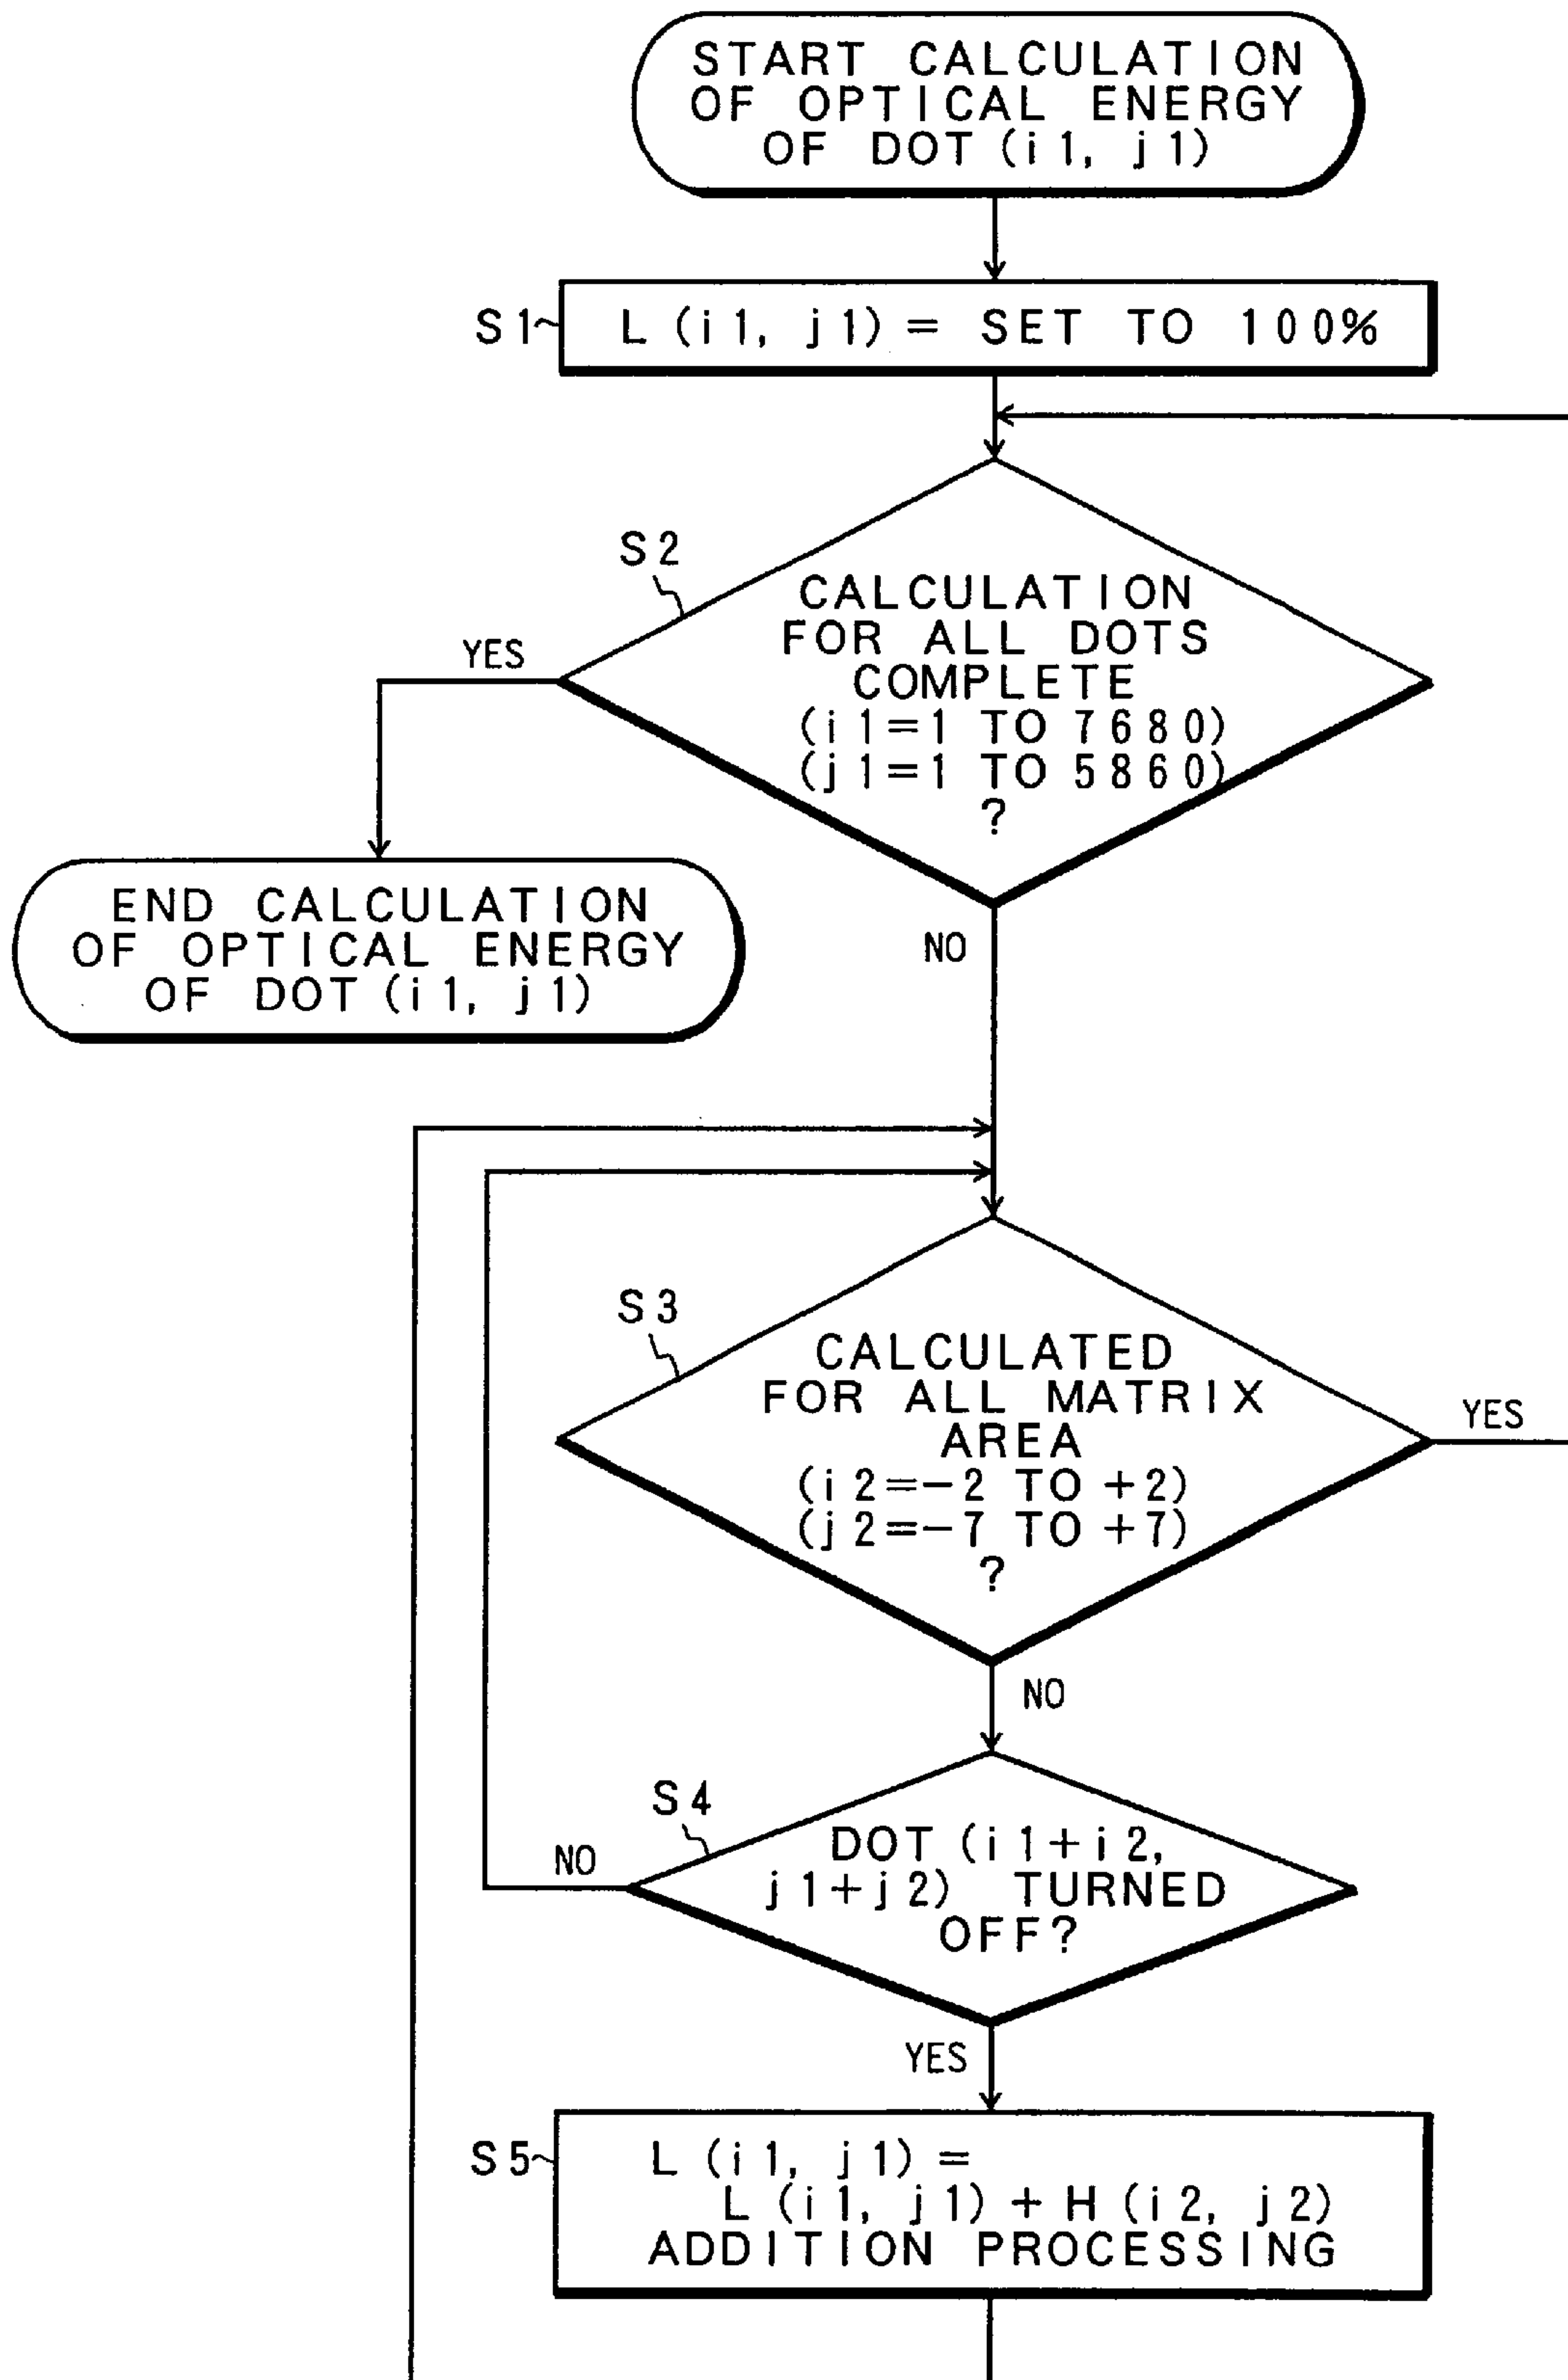 START CALCULATION
OF OPTICAL ENERGY
OF DOT (i1, j1)
S1
L (i1, j1) = SET TO 100%
S2
CALCULATION
FOR ALL DOTS
COMPLETE
(i1=1 TO 7680)
(j1=1 TO 5860)
?
YES
END CALCULATION
OF OPTICAL ENERGY
OF DOT (i1, j1)
NO
S3
CALCULATED
FOR ALL MATRIX
AREA
(i2=-2 TO +2)
(j2=-7 TO +7)
?
YES
NO
S4
DOT (i1+i2,
j1+j2) TURNED
OFF?
NO
YES
S5
L (i1, j1) =
L (i1, j1) + H (i2, j2)
ADDITION PROCESSING